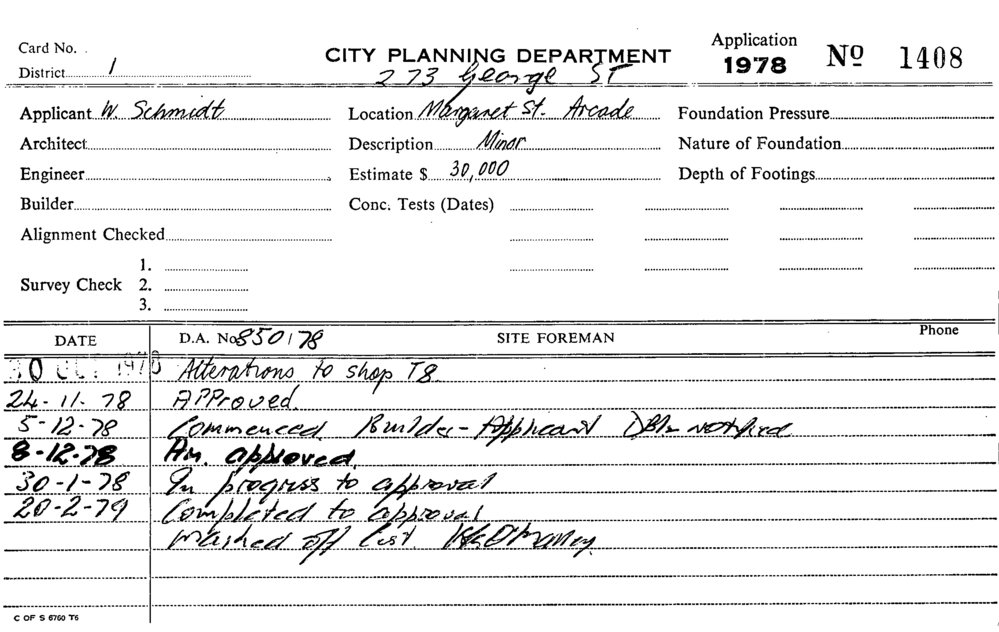 Card No.
District 1
CITY PLANNING DEPARTMENT
273 George ST
Application
1978
Nº 1408
Applicant W. Schmidt
Location Margaret St. Arcade
Foundation Pressure
Architect
Description Minor
Nature of Foundation
Engineer
Estimate $ 30,000
Depth of Footings
Builder
Conc. Tests (Dates)
Alignment Checked
Survey Check 1.
2.
3.
DATE
D.A. No 850178
SITE FOREMAN
Phone
30 OCT 1978 Alterations to shop T8
24-11-78 APProved.
5-12-78 Commenced Builder-Applicant notified
8-12-78 Am. approved.
30-1-78 In progress to approval
20-2-79 Completed to approval
Marked off List.
C OF S 6760 T6